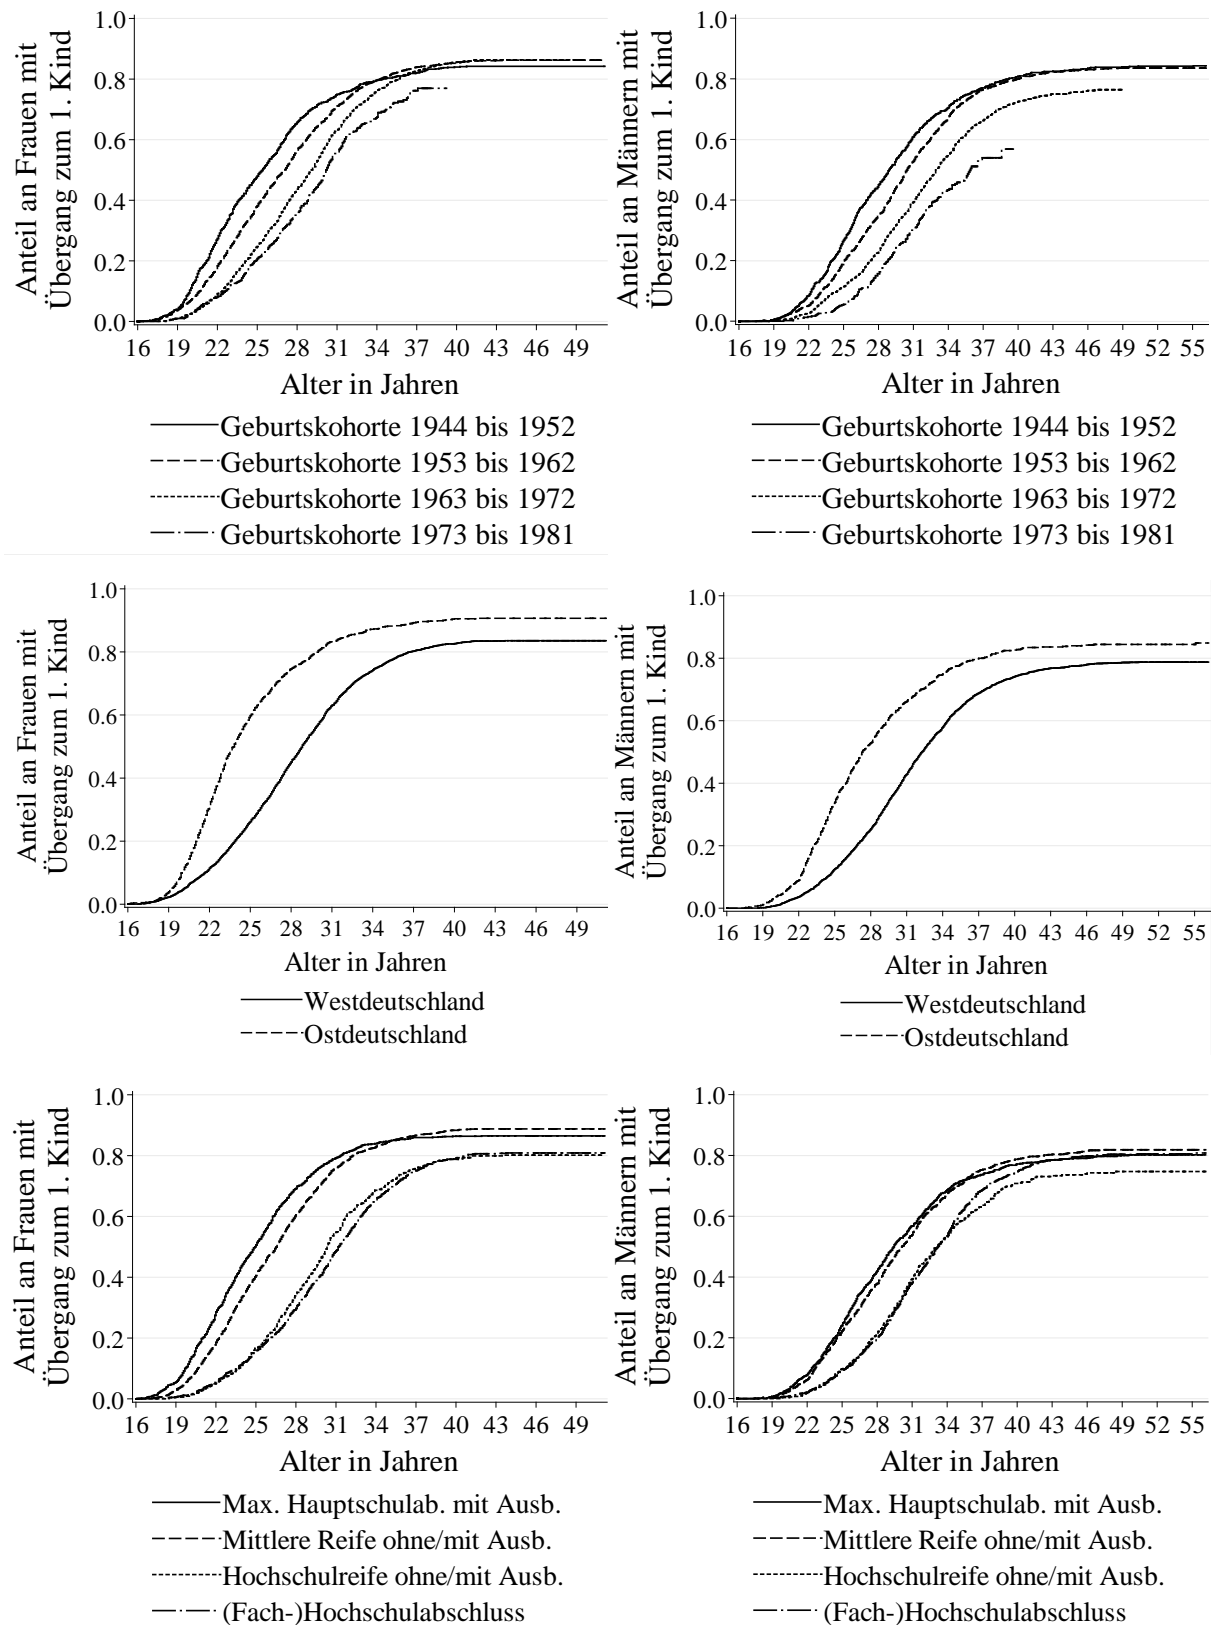 Anteil an Frauen mit
Übergang zum 1. Kind
1.0
0.8
0.6
0.4
0.2
0.0
16 19 22 25 28 31 34 37 40 43 46 49
Alter in Jahren
Geburtskohorte 1944 bis 1952
Geburtskohorte 1953 bis 1962
Geburtskohorte 1963 bis 1972
Geburtskohorte 1973 bis 1981
Anteil an Männern mit
Übergang zum 1. Kind
1.0
0.8
0.6
0.4
0.2
0.0
16 19 22 25 28 31 34 37 40 43 46 49 52 55
Alter in Jahren
Geburtskohorte 1944 bis 1952
Geburtskohorte 1953 bis 1962
Geburtskohorte 1963 bis 1972
Geburtskohorte 1973 bis 1981
Anteil an Frauen mit
Übergang zum 1. Kind
1.0
0.8
0.6
0.4
0.2
0.0
16 19 22 25 28 31 34 37 40 43 46 49
Alter in Jahren
Westdeutschland
Ostdeutschland
Anteil an Männern mit
Übergang zum 1. Kind
1.0
0.8
0.6
0.4
0.2
0.0
16 19 22 25 28 31 34 37 40 43 46 49 52 55
Alter in Jahren
Westdeutschland
Ostdeutschland
Anteil an Frauen mit
Übergang zum 1. Kind
1.0
0.8
0.6
0.4
0.2
0.0
16 19 22 25 28 31 34 37 40 43 46 49
Alter in Jahren
Max. Hauptschulab. mit Ausb.
Mittlere Reife ohne/mit Ausb.
Hochschulreife ohne/mit Ausb.
(Fach-)Hochschulabschluss
Anteil an Männern mit
Übergang zum 1. Kind
1.0
0.8
0.6
0.4
0.2
0.0
16 19 22 25 28 31 34 37 40 43 46 49 52 55
Alter in Jahren
Max. Hauptschulab. mit Ausb.
Mittlere Reife ohne/mit Ausb.
Hochschulreife ohne/mit Ausb.
(Fach-)Hochschulabschluss